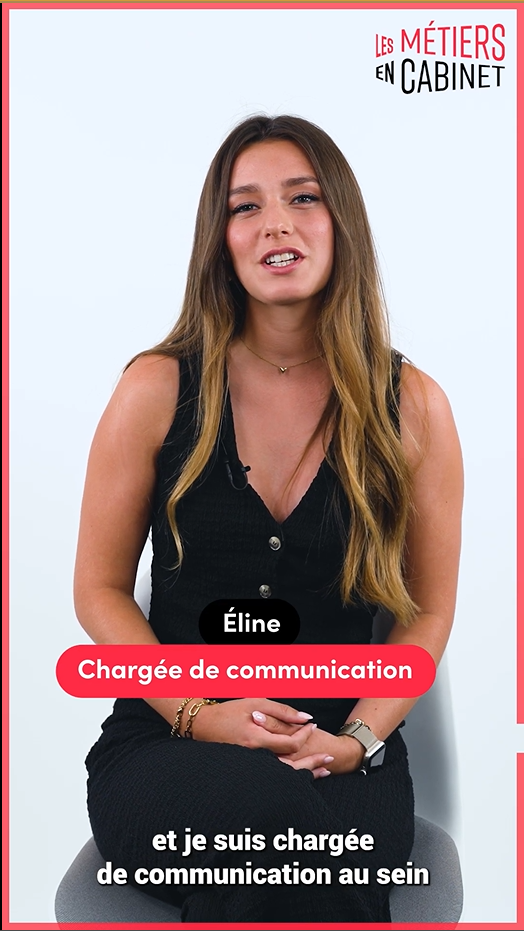 LES MÉTIERS
EN CABINET
Éline
Chargée de communication
et je suis chargée
de communication au sein